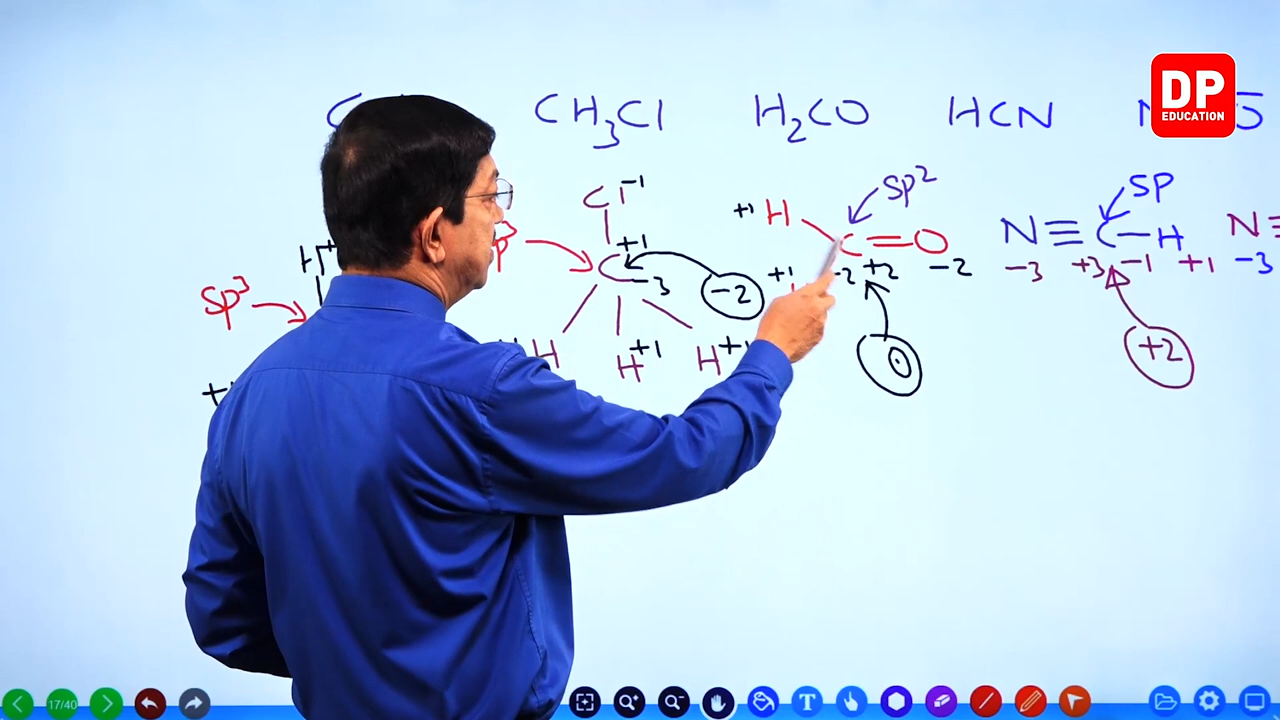 DP
EDUCATION
CH3Cl
H2CO
HCN
Cl -1
+1 H
sp2
sp
+1
C
-3
-2
C = O
-2 +2 -2
+1
0
N ≡ C - H
-3 +3 -1 +1
+2
N
-3
sp3
H
H +1
H +1
17/40
T